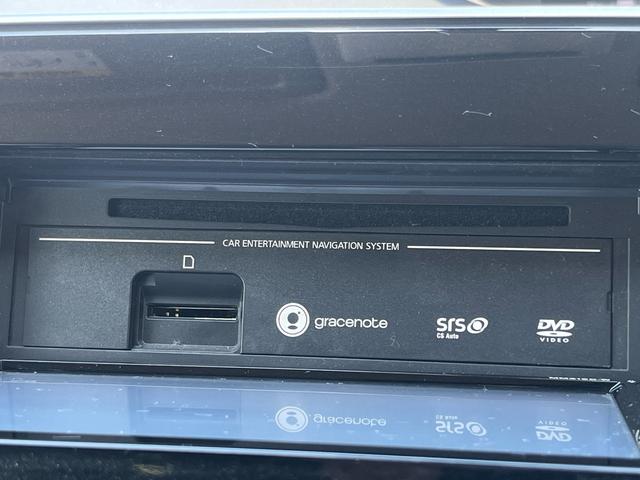 CAR ENTERTAINMENT NAVIGATION SYSTEM
gracenote
SRS
CS Auto
DVD
VIDEO